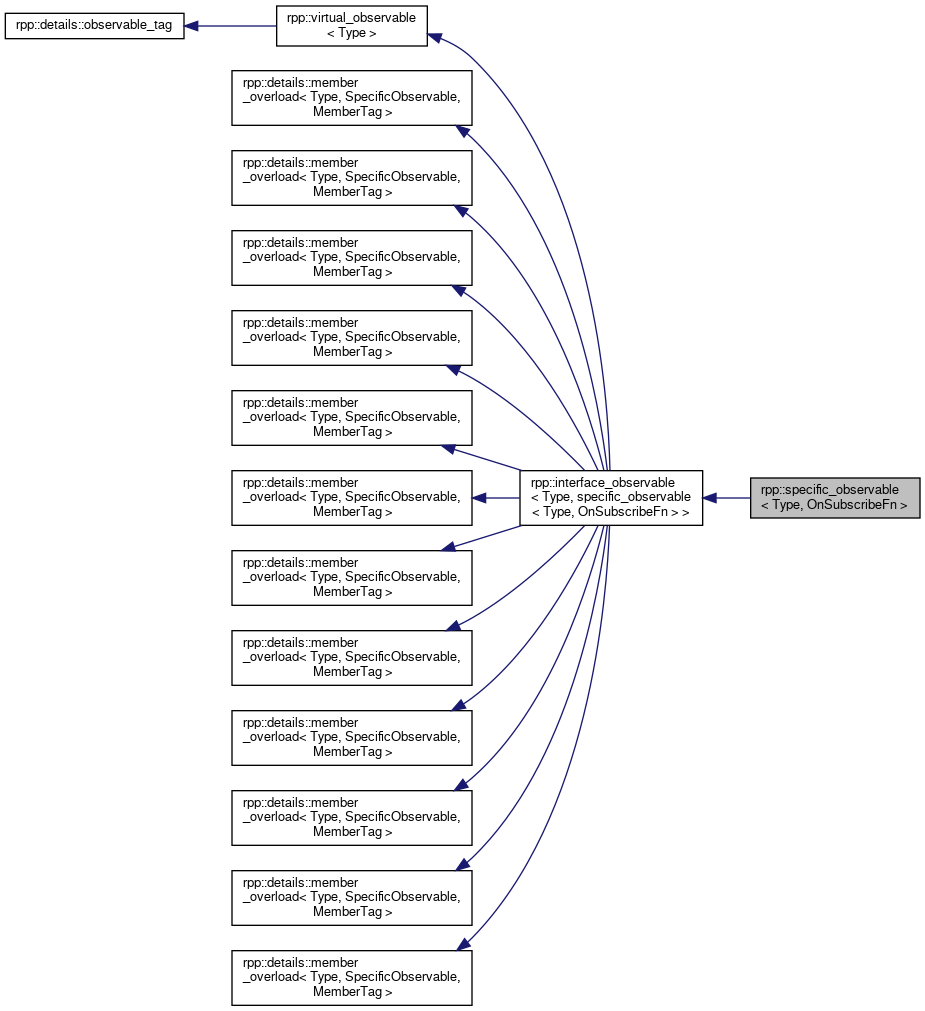 rpp::details::observable_tag
rpp::virtual_observable
< Type >
rpp::details::member
_overload< Type, SpecificObservable,
MemberTag >
rpp::details::member
_overload< Type, SpecificObservable,
MemberTag >
rpp::details::member
_overload< Type, SpecificObservable,
MemberTag >
rpp::details::member
_overload< Type, SpecificObservable,
MemberTag >
rpp::details::member
_overload< Type, SpecificObservable,
MemberTag >
rpp::details::member
_overload< Type, SpecificObservable,
MemberTag >
rpp::interface_observable
< Type, specific_observable
< Type, OnSubscribeFn > >
rpp::specific_observable
< Type, OnSubscribeFn >
rpp::details::member
_overload< Type, SpecificObservable,
MemberTag >
rpp::details::member
_overload< Type, SpecificObservable,
MemberTag >
rpp::details::member
_overload< Type, SpecificObservable,
MemberTag >
rpp::details::member
_overload< Type, SpecificObservable,
MemberTag >
rpp::details::member
_overload< Type, SpecificObservable,
MemberTag >
rpp::details::member
_overload< Type, SpecificObservable,
MemberTag >